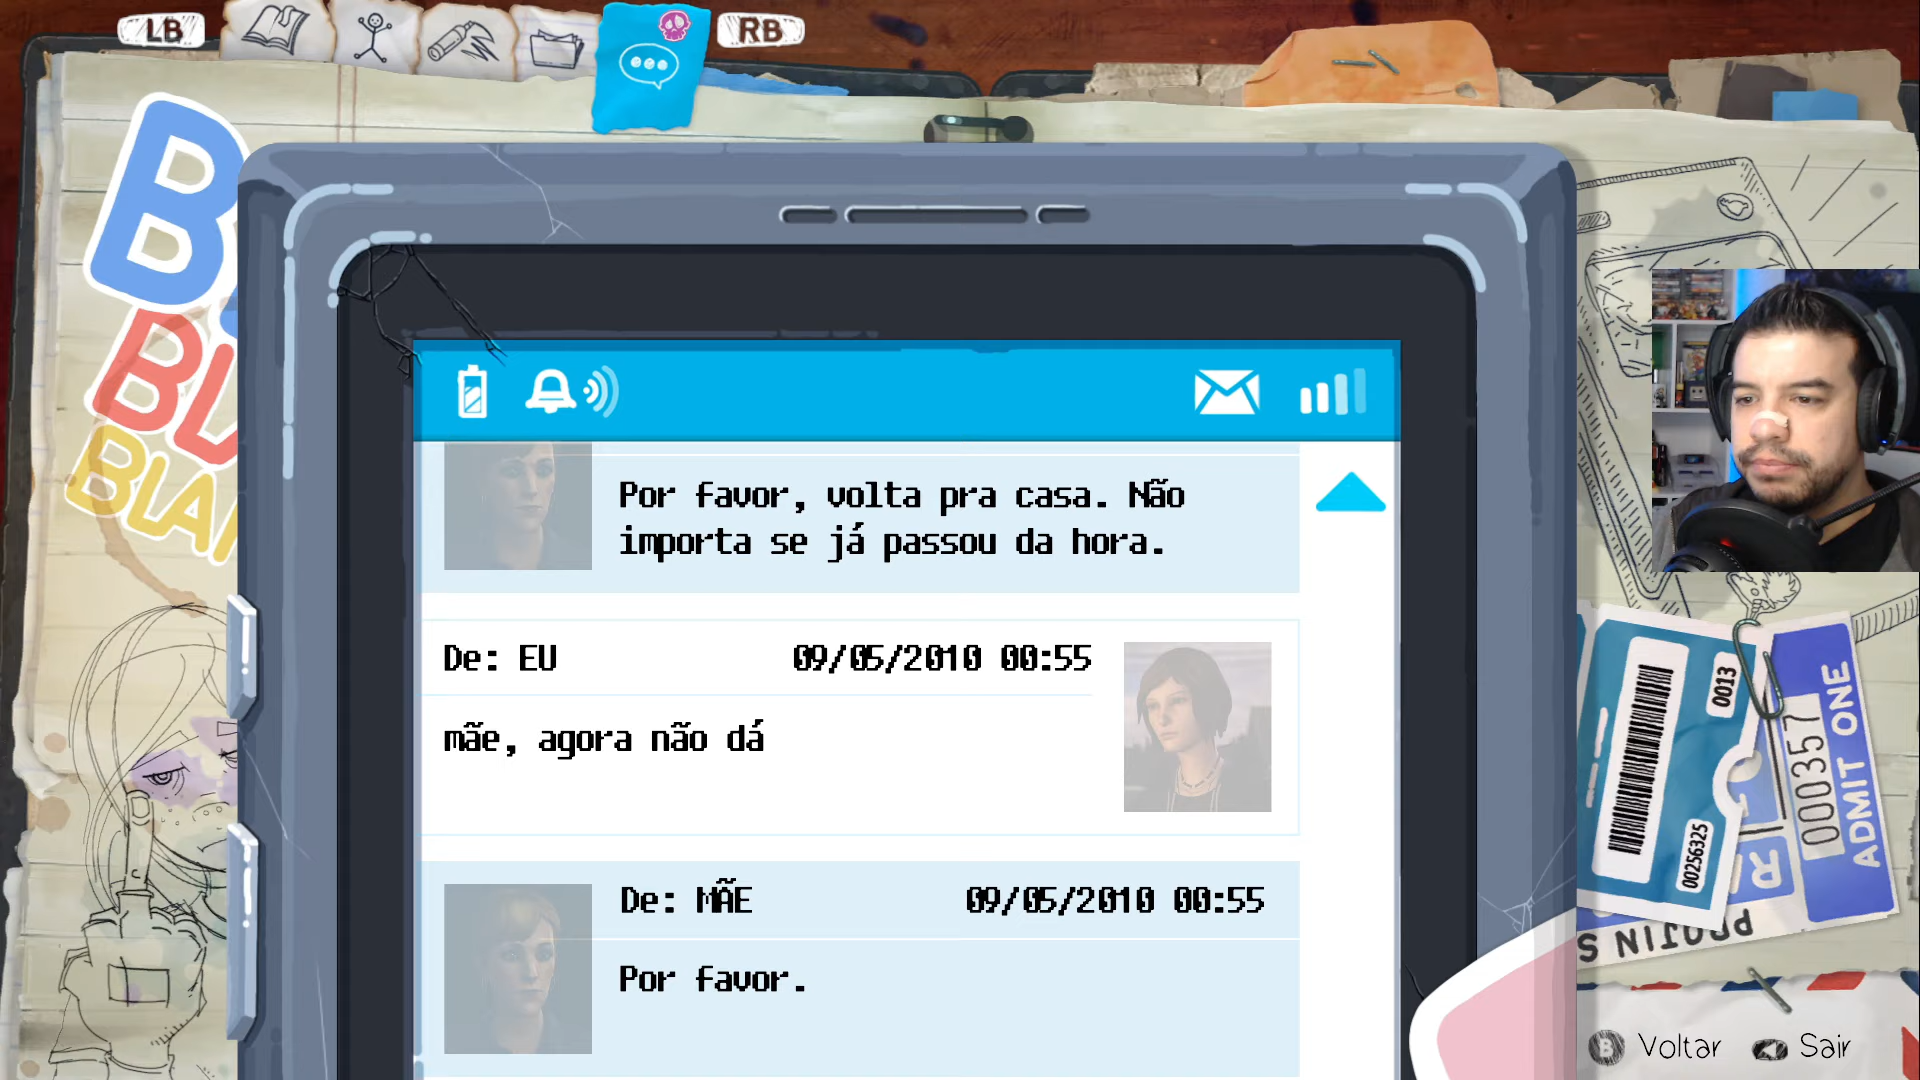 LB
RB
Por favor, volta pra casa. Não
importa se já passou da hora.
De: EU 09/05/2010 00:55
mãe, agora não dá
De: MÃE 09/05/2010 00:55
Por favor.
0013
00256325
000357
ADMIT ONE
B Voltar
Sair